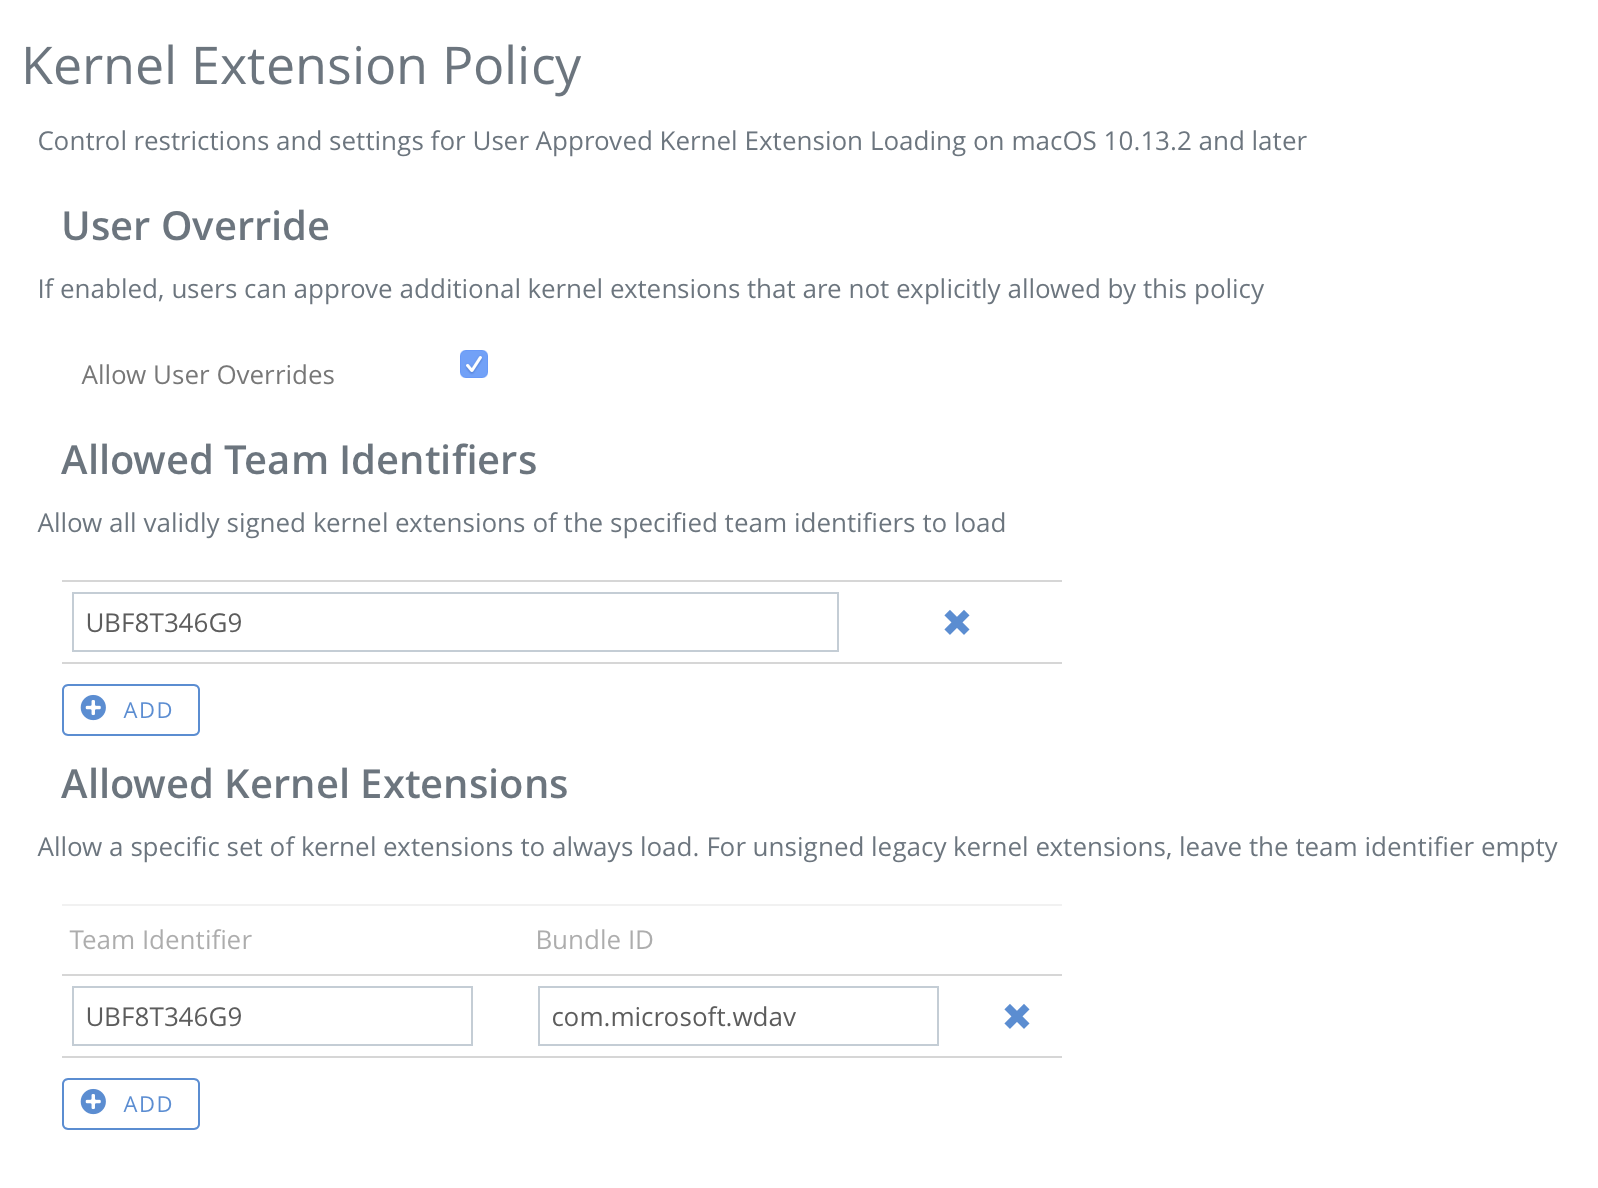 Kernel Extension Policy
Control restrictions and settings for User Approved Kernel Extension Loading on macOS 10.13.2 and later
User Override
If enabled, users can approve additional kernel extensions that are not explicitly allowed by this policy
Allow User Overrides
Allowed Team Identifiers
Allow all validly signed kernel extensions of the specified team identifiers to load
UBF8T346G9
ADD
Allowed Kernel Extensions
Allow a specific set of kernel extensions to always load. For unsigned legacy kernel extensions, leave the team identifier empty
Team Identifier Bundle ID
UBF8T346G9 com.microsoft.wdav
ADD